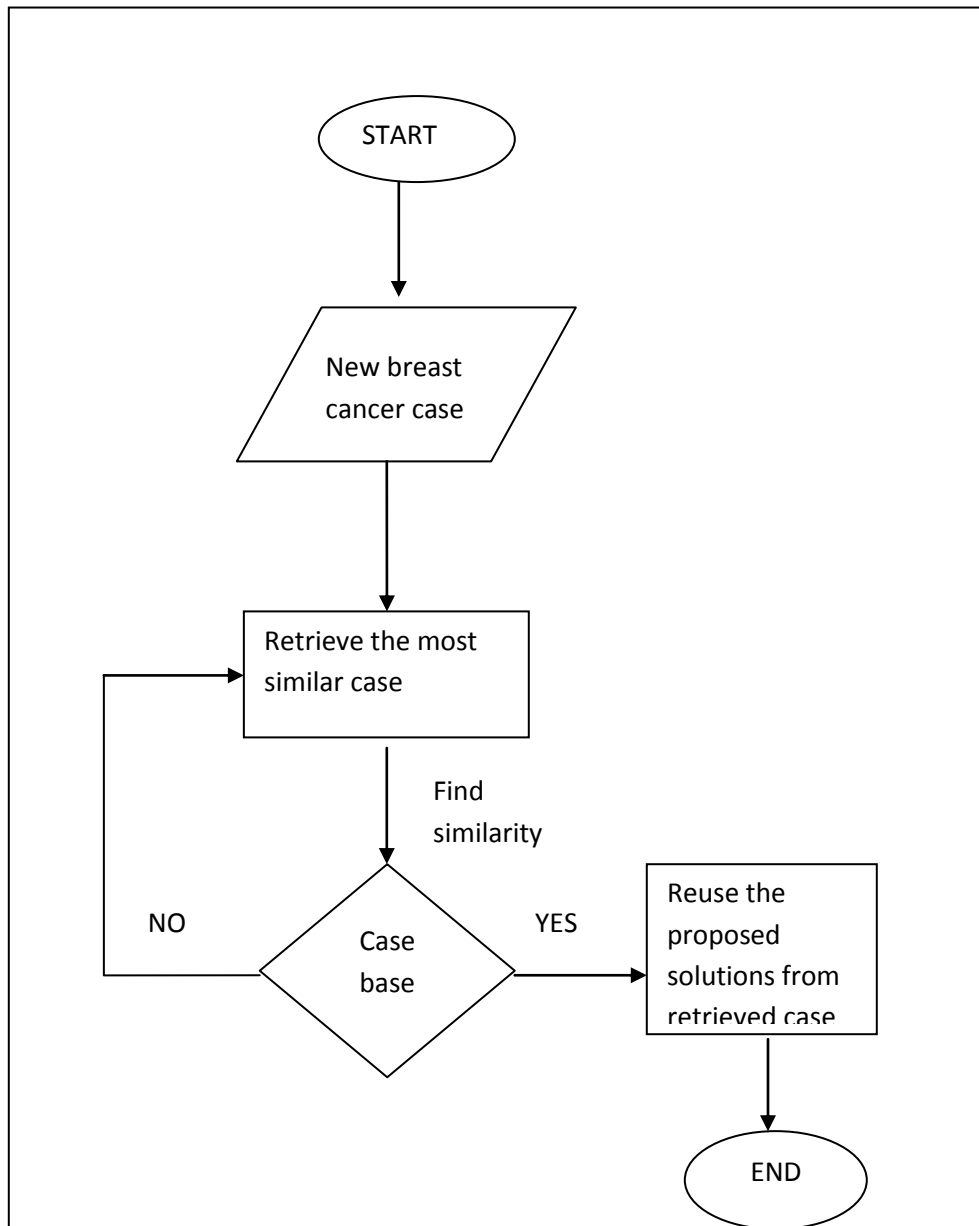 START
New breast
cancer case
Retrieve the most
similar case
Find
similarity
NO
Case
base
YES
Reuse the
proposed
solutions from
retrieved case
END